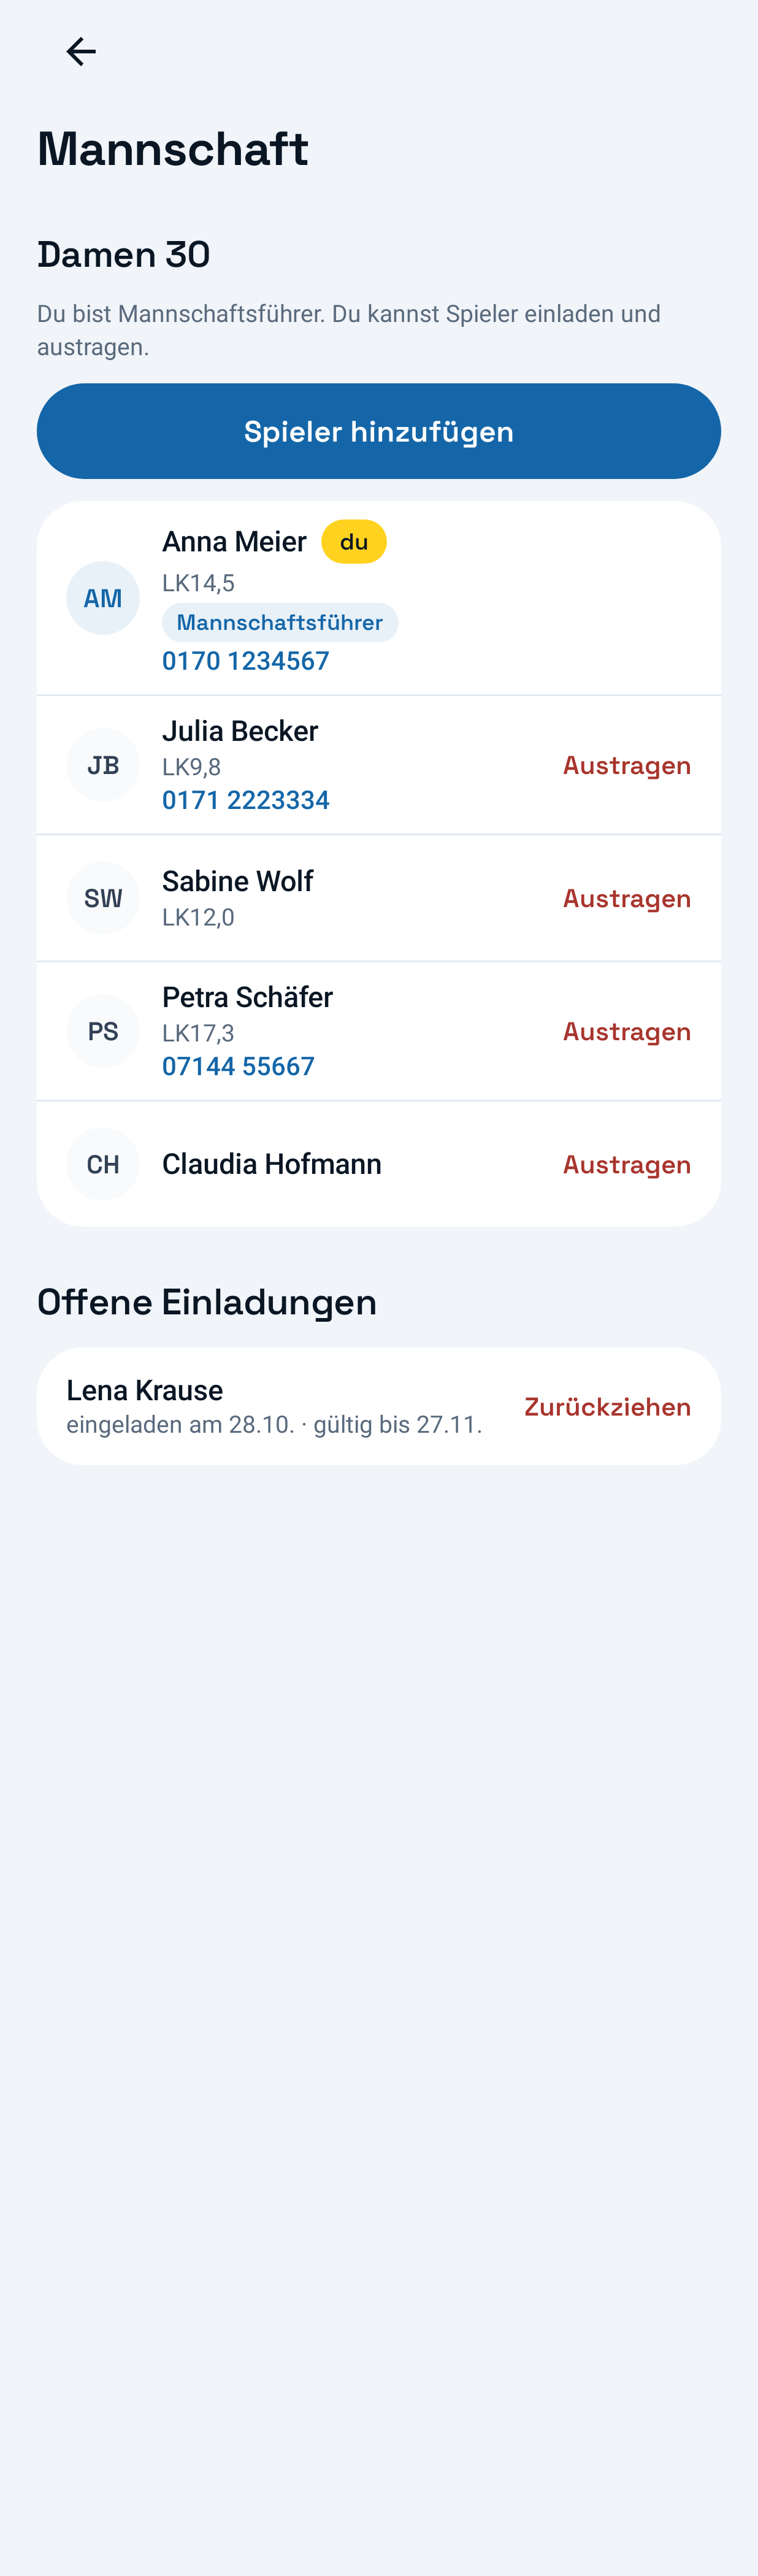 Mannschaft
Damen 30
Du bist Mannschaftsführer. Du kannst Spieler einladen und
austragen.
Spieler hinzufügen
Anna Meier du
LK14,5
AM
Mannschaftsführer
0170 1234567
Julia Becker
JB
LK9,8
Austragen
0171 2223334
Sabine Wolf
SW
LK12,0
Austragen
Petra Schäfer
PS
LK17,3
Austragen
07144 55667
CH
Claudia Hofmann
Austragen
Offene Einladungen
Lena Krause
eingeladen am 28.10. · gültig bis 27.11.
Zurückziehen